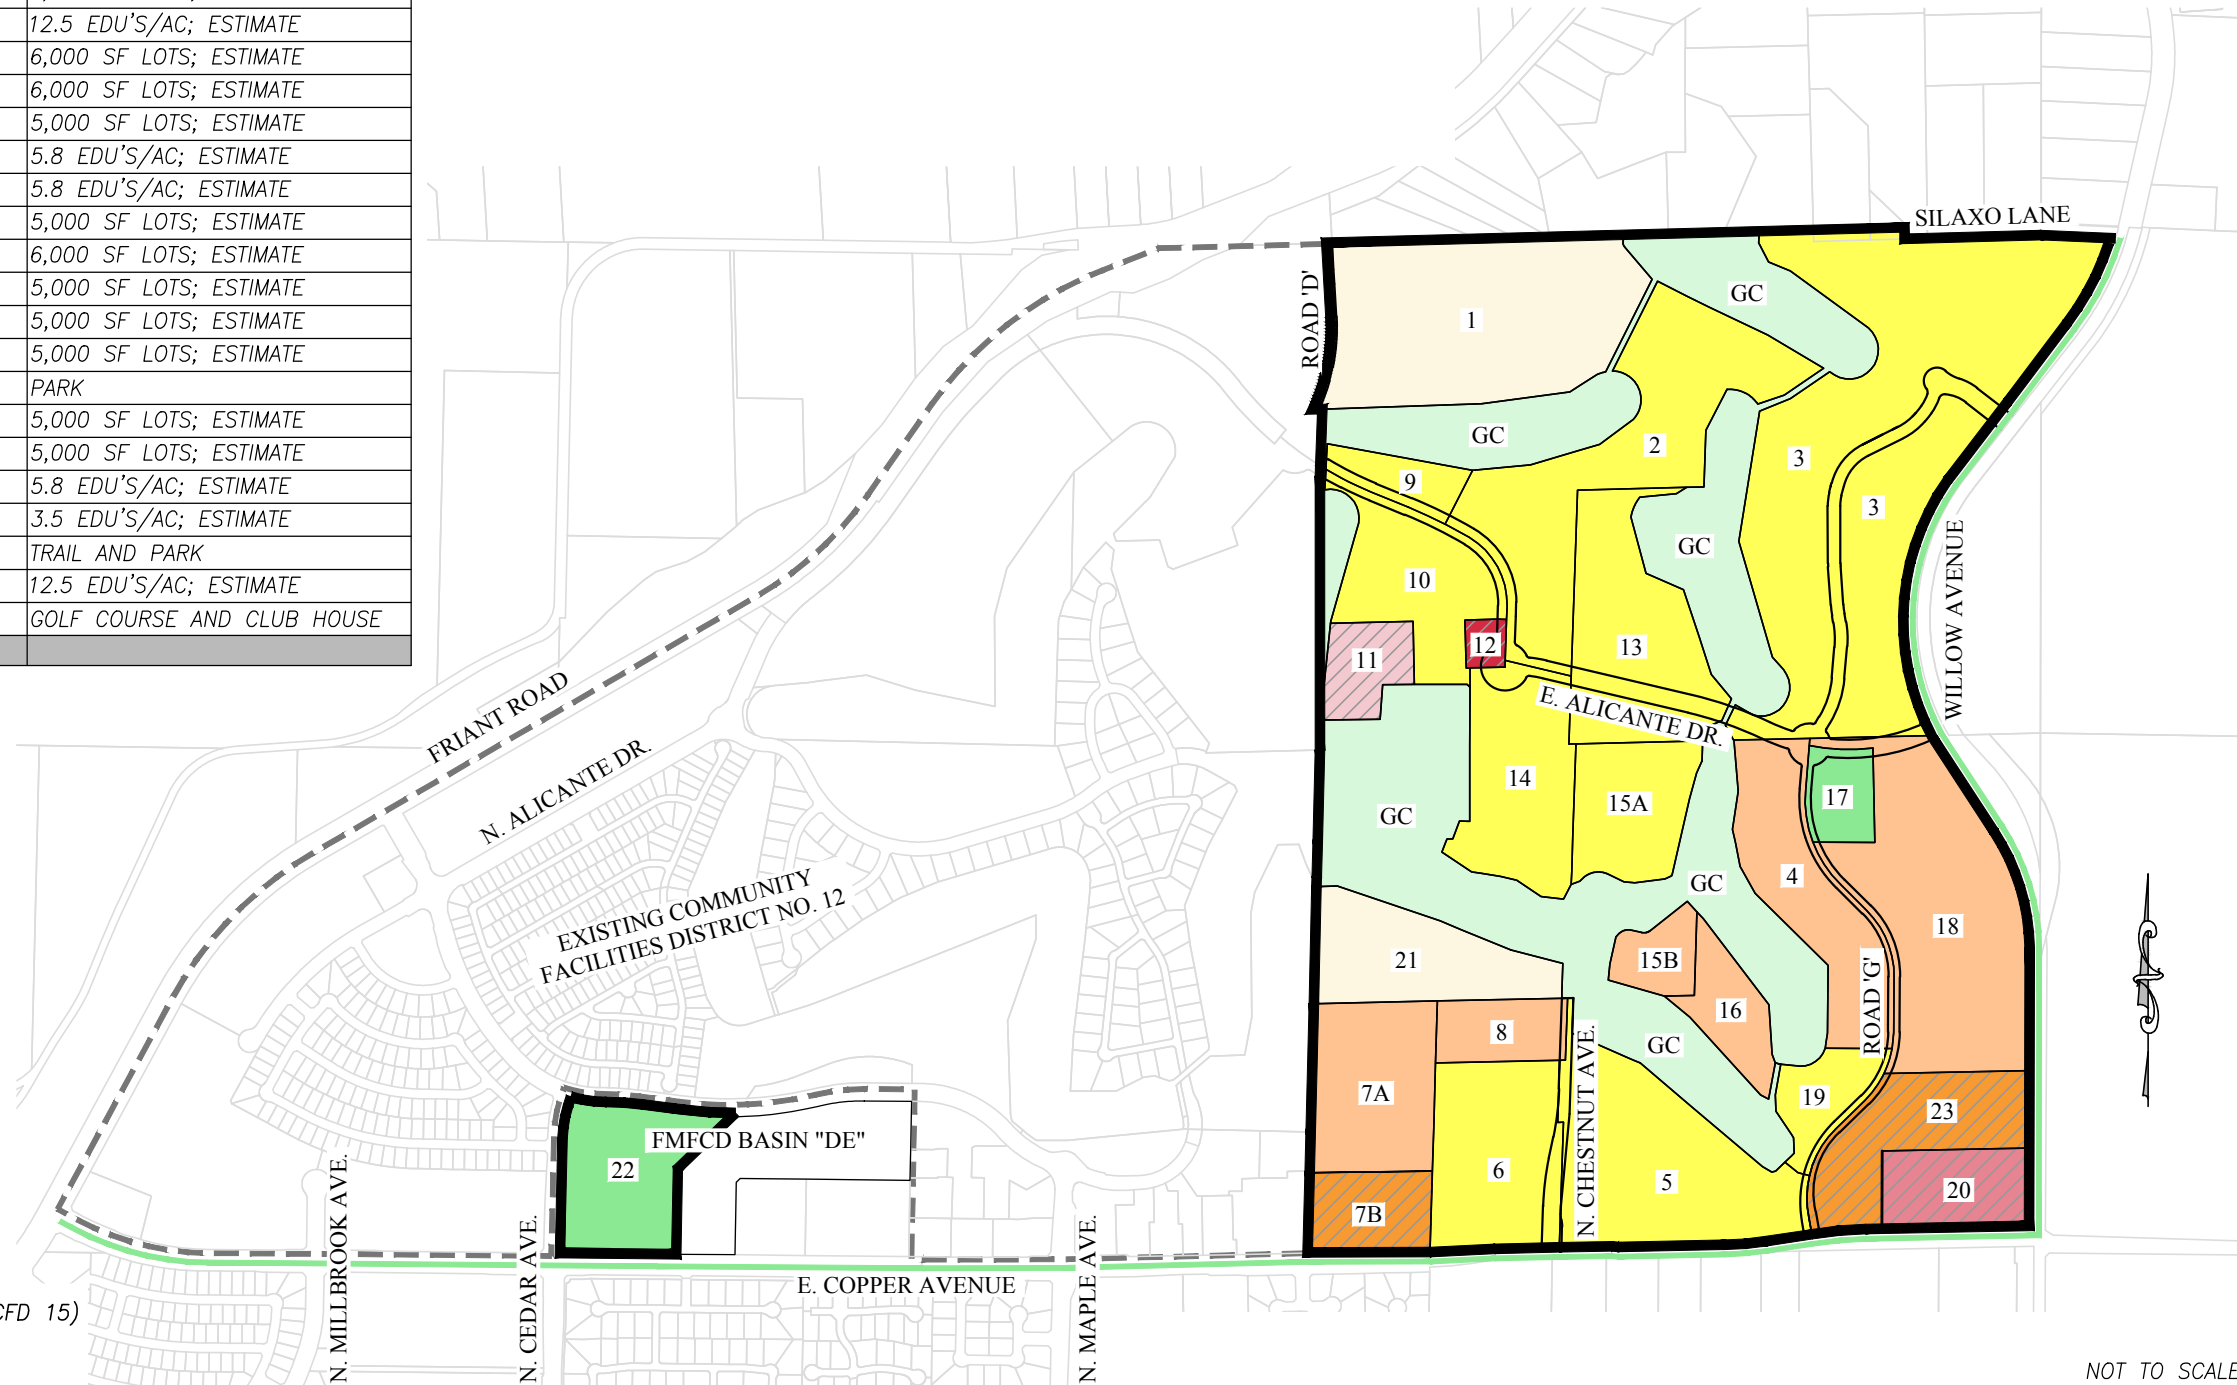 12.5 EDU'S/AC; ESTIMATE
6,000 SF LOTS; ESTIMATE
6,000 SF LOTS; ESTIMATE
5,000 SF LOTS; ESTIMATE
5.8 EDU'S/AC; ESTIMATE
5.8 EDU'S/AC; ESTIMATE
5,000 SF LOTS; ESTIMATE
6,000 SF LOTS; ESTIMATE
5,000 SF LOTS; ESTIMATE
5,000 SF LOTS; ESTIMATE
5,000 SF LOTS; ESTIMATE
PARK
5,000 SF LOTS; ESTIMATE
5,000 SF LOTS; ESTIMATE
5.8 EDU'S/AC; ESTIMATE
3.5 EDU'S/AC; ESTIMATE
TRAIL AND PARK
12.5 EDU'S/AC; ESTIMATE
GOLF COURSE AND CLUB HOUSE
SILAXO LANE
ROAD 'D'
1
GC
GC
2
3
3
9
GC
WILLOW AVENUE
10
11
12
13
E. ALICANTE DR.
FRIANT ROAD
N. ALICANTE DR.
14
15A
17
GC
GC
4
18
EXISTING COMMUNITY
FACILITIES DISTRICT NO. 12
21
15B
16
ROAD 'G'
8
GC
N. CHESTNUT AVE.
7A
19
23
FMFCD BASIN "DE"
22
6
5
20
7B
N. MILLBROOK AVE.
N. CEDAR AVE.
N. MAPLE AVE.
E. COPPER AVENUE
CFD 15)
NOT TO SCALE